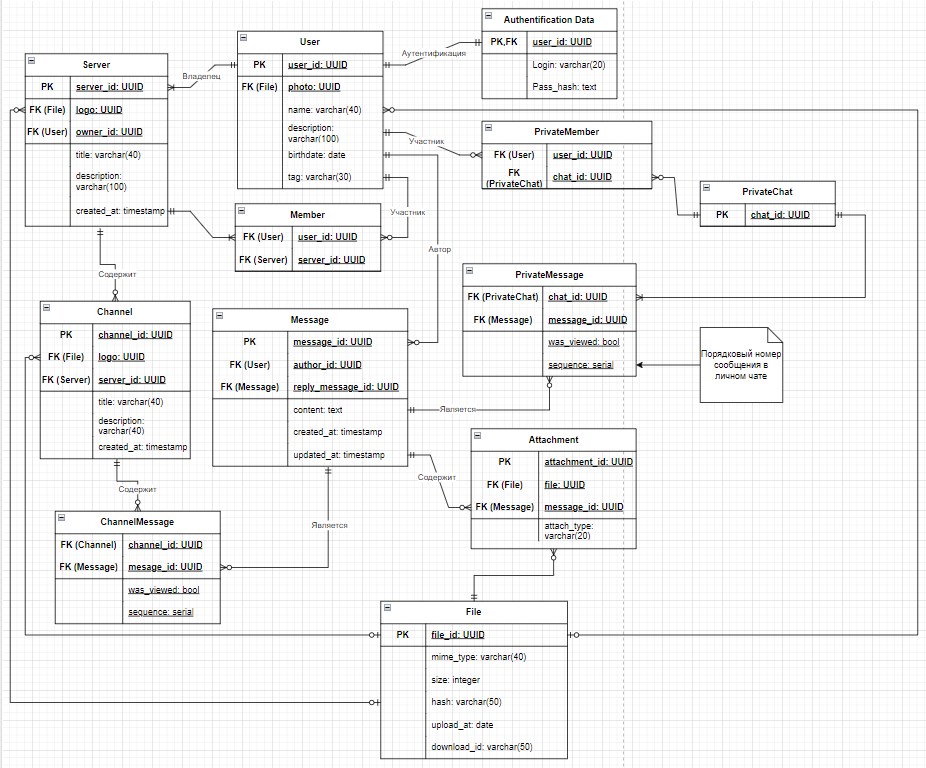 Authentification Data
PK,FK
user_id: UUID
Login: varchar(20)
Pass_hash: text
User
PK
user_id: UUID
FK (File)
photo: UUID
name: varchar(40)
description:
varchar(100)
birthdate: date
tag: varchar(30)
Аутентификация
Владелец
Server
PK
server_id: UUID
FK (File)
logo: UUID
FK (User)
owner_id: UUID
title: varchar(40)
description:
varchar(100)
created_at: timestamp
Участник
PrivateMember
FK (User)
user_id: UUID
FK
(PrivateChat)
chat_id: UUID
PrivateChat
PK
chat_id: UUID
Member
FK (User)
user_id: UUID
FK (Server)
server_id: UUID
Участник
Автор
Содержит
PrivateMessage
FK (PrivateChat)
chat_id: UUID
FK (Message)
message_id: UUID
was_viewed: bool
sequence: serial
Порядковый номер
сообщения в
личном чате
Channel
PK
channel_id: UUID
FK (File)
logo: UUID
FK (Server)
server_id: UUID
title: varchar(40)
description:
varchar(40)
created_at: timestamp
Message
PK
message_id: UUID
FK (User)
author_id: UUID
FK (Message)
reply_message_id: UUID
content: text
created_at: timestamp
updated_at: timestamp
Является
Attachment
PK
attachment_id: UUID
FK (File)
file: UUID
FK (Message)
message_id: UUID
attach_type:
varchar(20)
Содержит
Содержит
ChannelMessage
FK (Channel)
channel_id: UUID
FK (Message)
mesage_id: UUID
was_viewed: bool
sequence: serial
Является
File
PK
file_id: UUID
mime_type: varchar(40)
size: integer
hash: varchar(50)
upload_at: date
download_id: varchar(50)